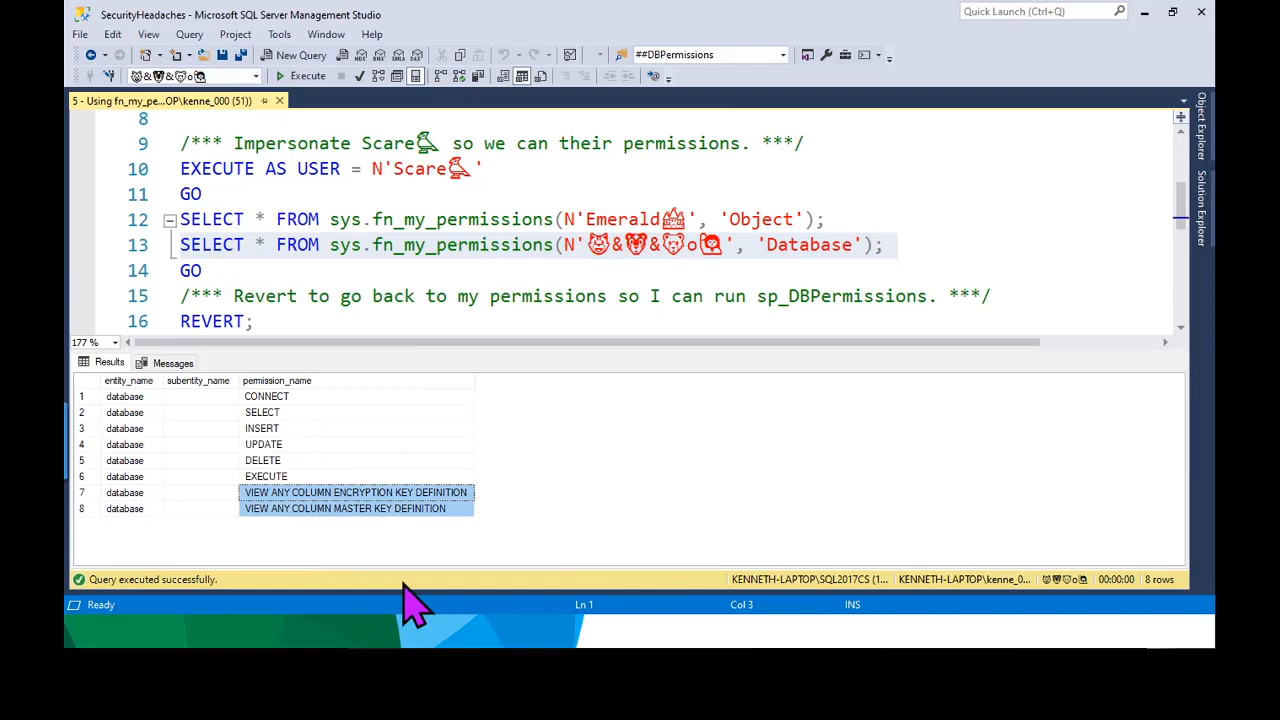 SecurityHeadaches - Microsoft SQL Server Management Studio
Quick Launch (Ctrl+Q)
File Edit View Query Project Tools Window Help
New Query
##DBPermissions
🐱&🐯&🐻o🙋
Execute
5 - Using fn_my_pe...OP\kenne_000 (51))
8
9 /*** Impersonate Scare🐦 so we can their permissions. ***/
10 EXECUTE AS USER = N'Scare🐦'
11 GO
12 SELECT * FROM sys.fn_my_permissions(N'Emerald🏰', 'Object');
13 SELECT * FROM sys.fn_my_permissions(N'🐱&🐯&🐻o🙋', 'Database');
14 GO
15 /*** Revert to go back to my permissions so I can run sp_DBPermissions. ***/
16 REVERT;
Object Explorer
Solution Explorer
177 %
Results Messages
entity_name subentity_name permission_name
1 database CONNECT
2 database SELECT
3 database INSERT
4 database UPDATE
5 database DELETE
6 database EXECUTE
7 database VIEW ANY COLUMN ENCRYPTION KEY DEFINITION
8 database VIEW ANY COLUMN MASTER KEY DEFINITION
Query executed successfully.
KENNETH-LAPTOP\SQL2017CS (1... KENNETH-LAPTOP\kenne_0... 🐱&🐯&🐻o🙋 00:00:00 8 rows
Ready Ln 1 Col 3 INS